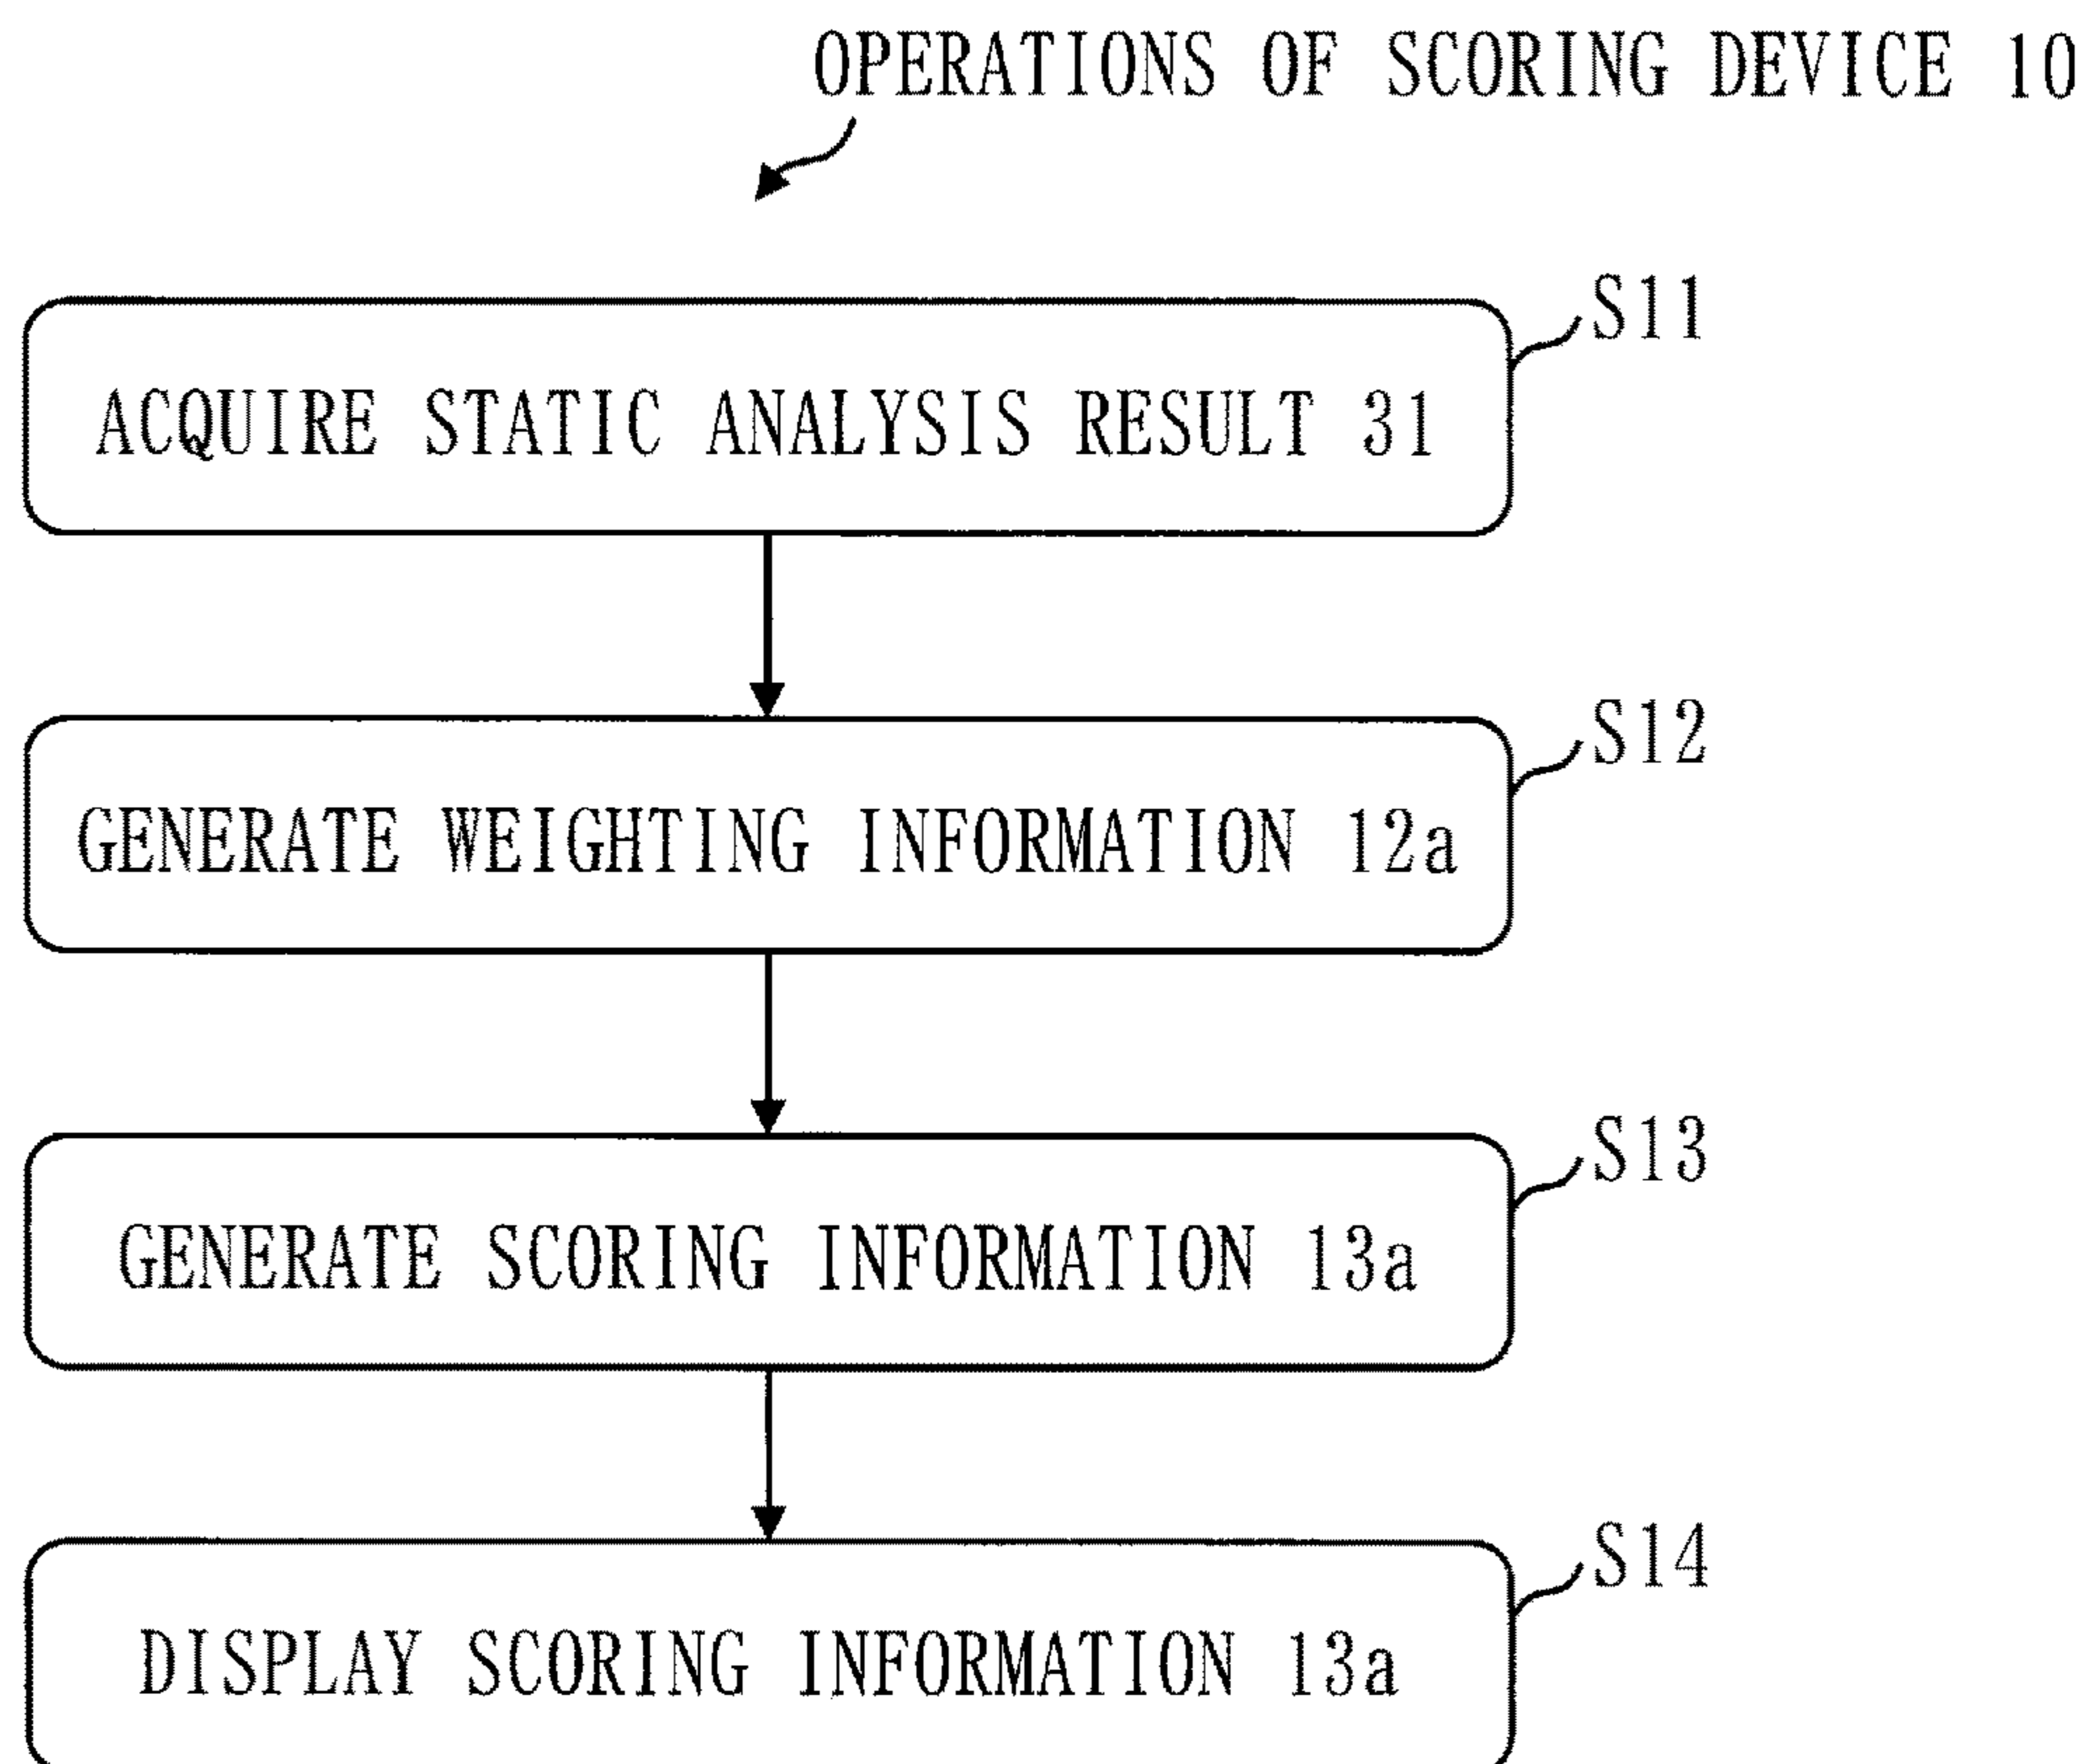 OPERATIONS OF SCORING DEVICE 10
S11
ACQUIRE STATIC ANALYSIS RESULT 31
S12
GENERATE WEIGHTING INFORMATION 12a
S13
GENERATE SCORING INFORMATION 13a
S14
DISPLAY SCORING INFORMATION 13a